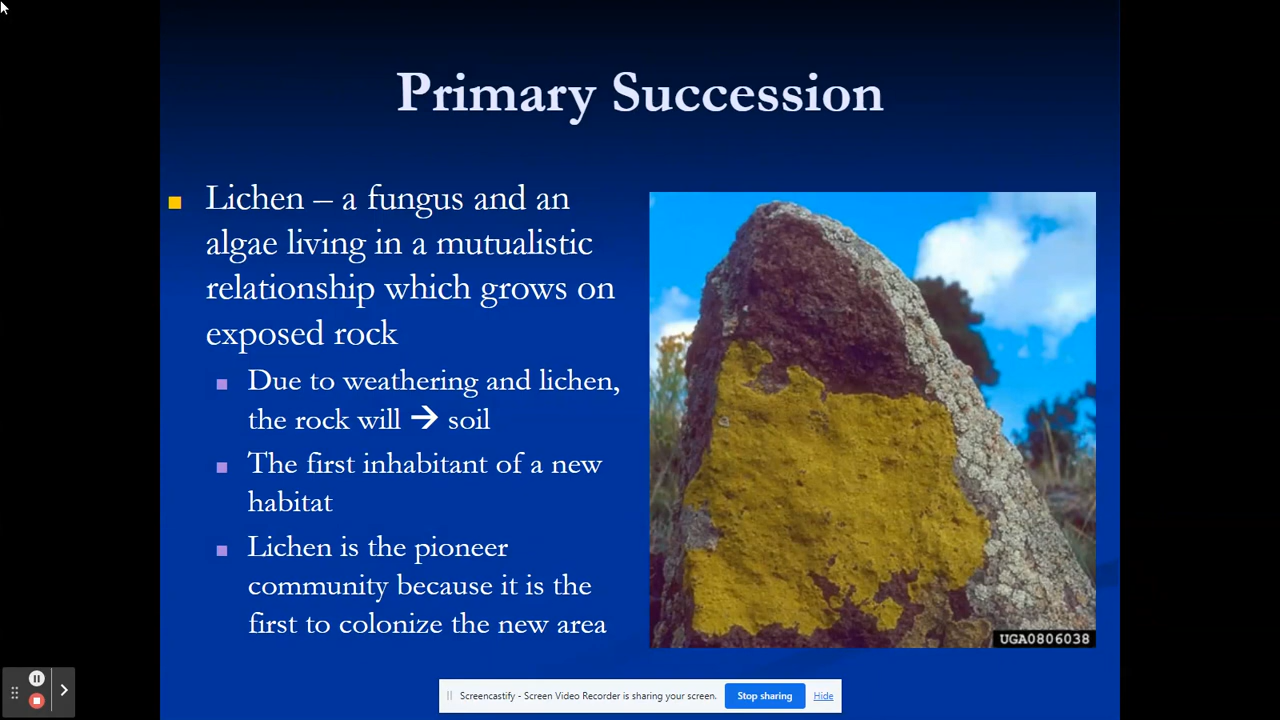 Primary Succession
Lichen – a fungus and an
algae living in a mutualistic
relationship which grows on
exposed rock
Due to weathering and lichen,
the rock will → soil
The first inhabitant of a new
habitat
Lichen is the pioneer
community because it is the
first to colonize the new area
UGA0806038
Screencastify - Screen Video Recorder is sharing your screen.
Stop sharing
Hide